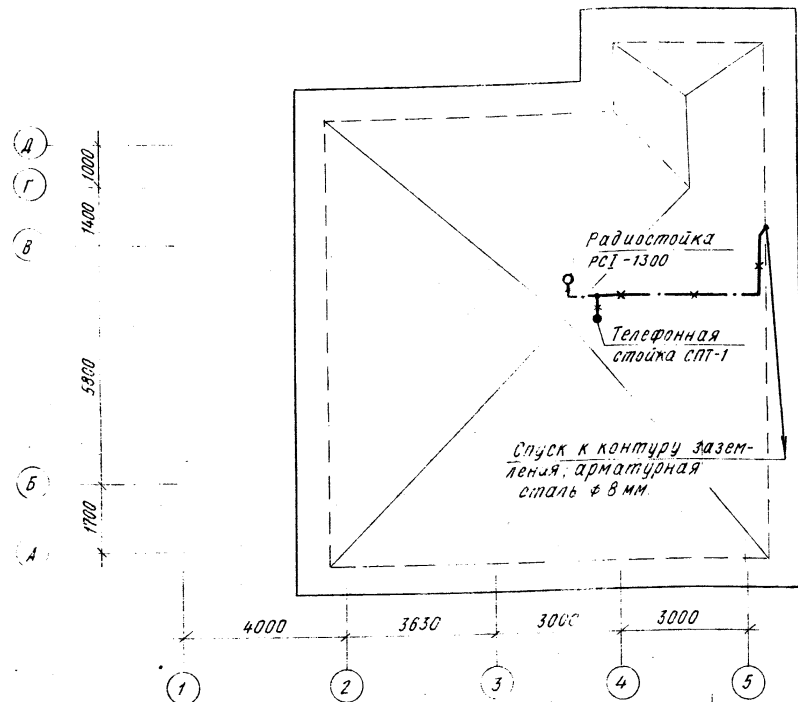 Д
1000
Г
1400
В
Радиостойка
РСI-1300
Телефонная
стойка СПТ-1
5800
Спуск к контуру зазем-
ления; арматурная
сталь ф 8 мм.
Б
1700
А
4000
3630
3000
3000
1
2
3
4
5